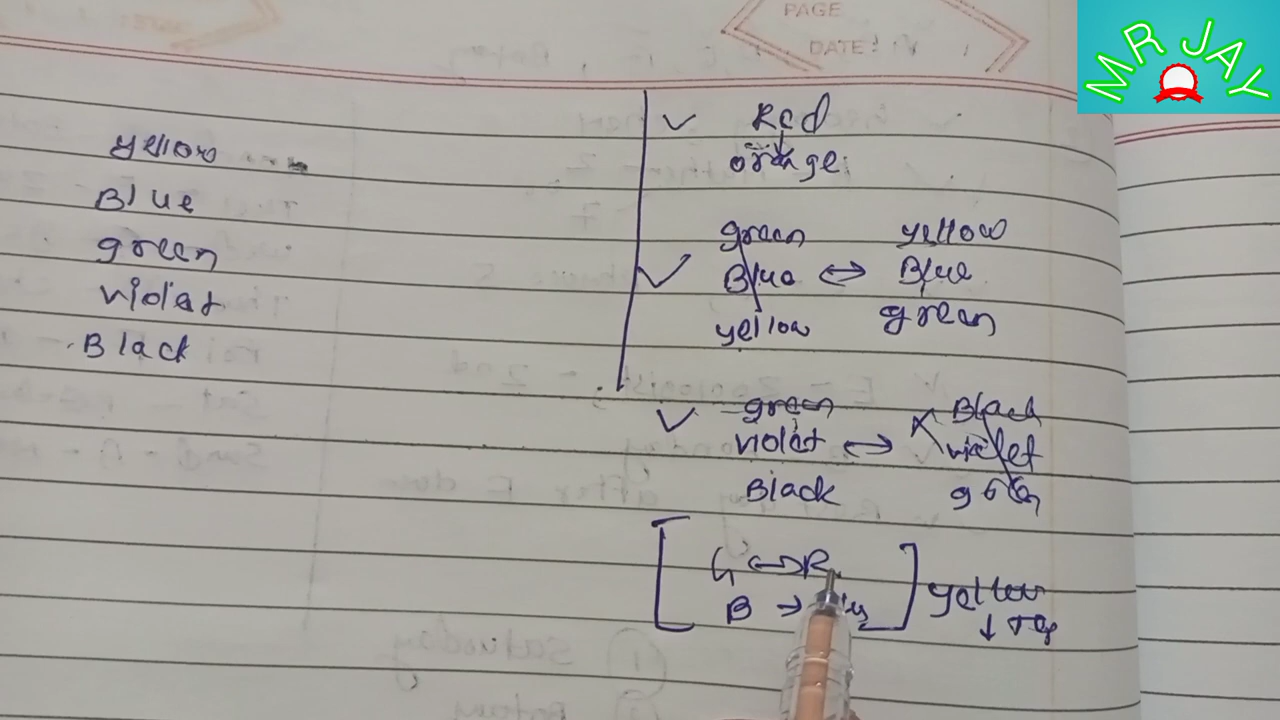 PAGE
DATE:
MR JAY
yellow
Blue
green
violet
Black
✓ Red
orange
green yellow
✓ Blue ↔ Blue
yellow green
✓ green Black
violet ↔ violet
Black green
G ↔ R
B → yellow
↓ Top